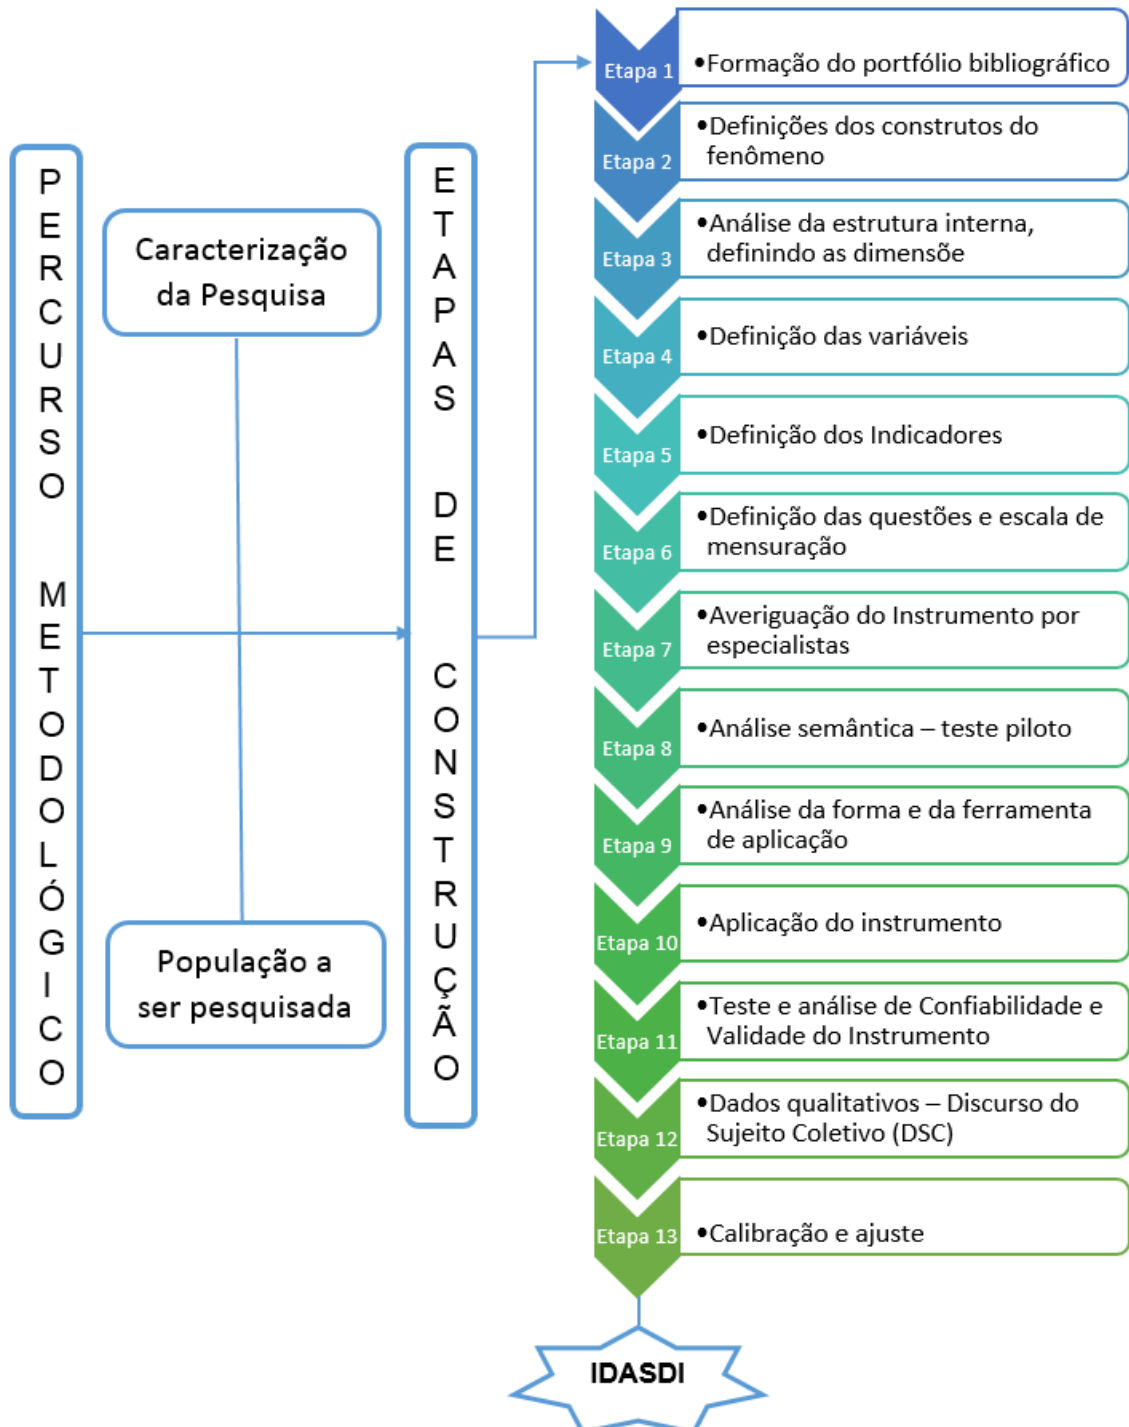 PERCURSO METODOLÓGICO
Caracterização
da Pesquisa
População a
ser pesquisada
ETAPAS DE CONSTRUÇÃO
Etapa 1
•Formação do portfólio bibliográfico
Etapa 2
•Definições dos construtos do
fenômeno
Etapa 3
•Análise da estrutura interna,
definindo as dimensõe
Etapa 4
•Definição das variáveis
Etapa 5
•Definição dos Indicadores
Etapa 6
•Definição das questões e escala de
mensuração
Etapa 7
•Averiguação do Instrumento por
especialistas
Etapa 8
•Análise semântica – teste piloto
Etapa 9
•Análise da forma e da ferramenta
de aplicação
Etapa 10
•Aplicação do instrumento
Etapa 11
•Teste e análise de Confiabilidade e
Validade do Instrumento
Etapa 12
•Dados qualitativos – Discurso do
Sujeito Coletivo (DSC)
Etapa 13
•Calibração e ajuste
IDASDI